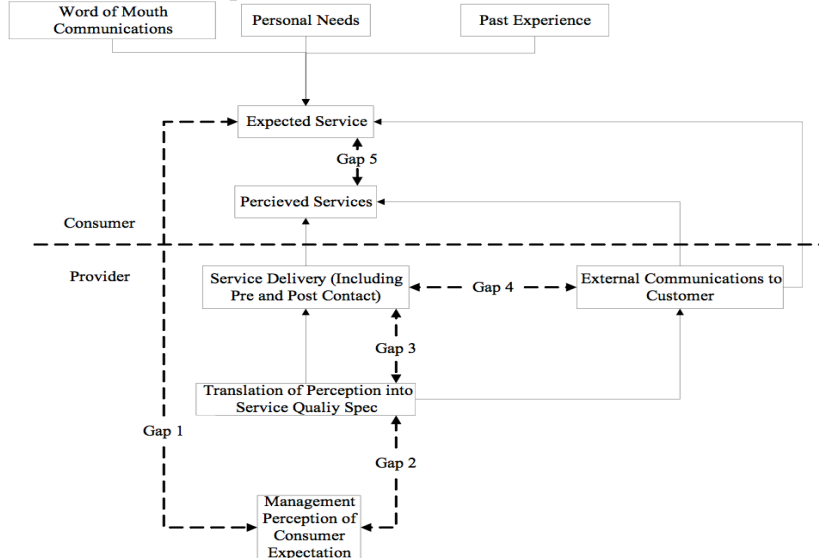 Word of Mouth
Communications
Personal Needs
Past Experience
Expected Service
Gap 5
Percieved Services
Consumer
Provider
Service Delivery (Including
Pre and Post Contact)
Gap 4
External Communications to
Customer
Gap 3
Translation of Perception into
Service Qualiy Spec
Gap 1
Gap 2
Management
Perception of
Consumer
Expectation